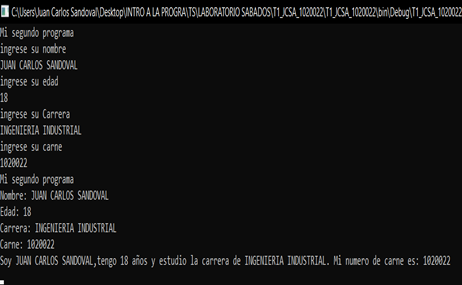 C:\Users\Juan Carlos Sandoval\Desktop\INTRO A LA PROGRA\TS\LABORATORIO SABADOS\T1_JCSA_1020022\T1_JCSA_1020022\bin\Debug\T1_JCSA_1020022
Mi segundo programa
ingrese su nombre
JUAN CARLOS SANDOVAL
ingrese su edad
18
ingrese su Carrera
INGENIERIA INDUSTRIAL
ingrese su carne
1020022
Mi segundo programa
Nombre: JUAN CARLOS SANDOVAL
Edad: 18
Carrera: INGENIERIA INDUSTRIAL
Carne: 1020022
Soy JUAN CARLOS SANDOVAL,tengo 18 años y estudio la carrera de INGENIERIA INDUSTRIAL. Mi numero de carne es: 1020022